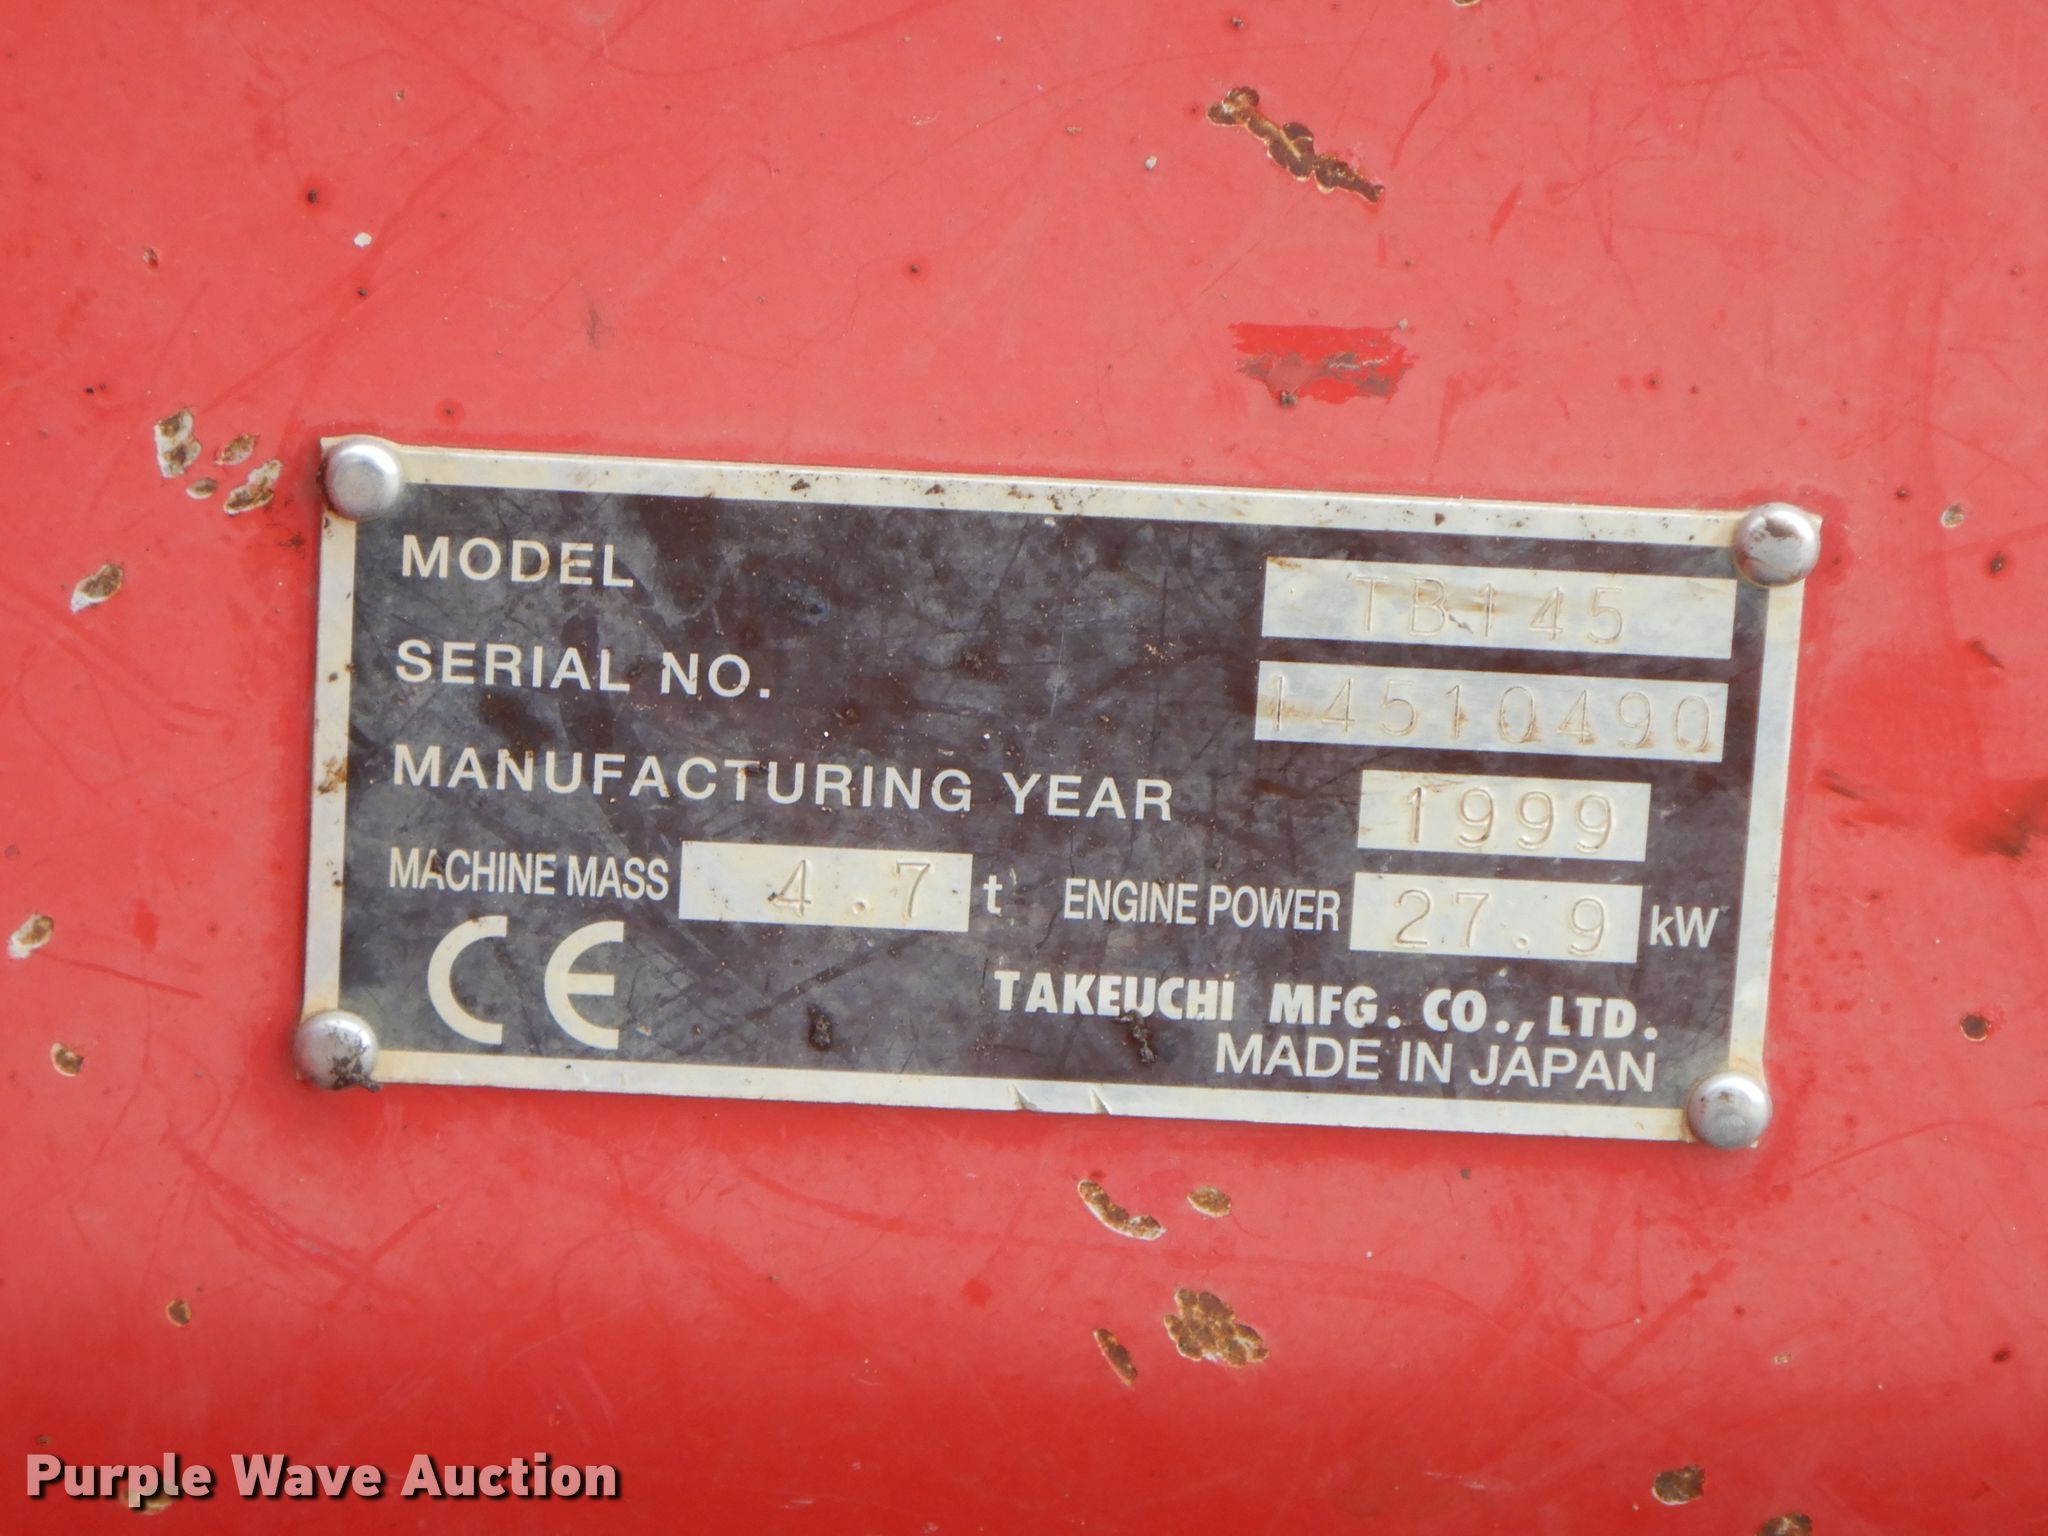 MODEL TB145
SERIAL NO. 14510490
MANUFACTURING YEAR 1999
MACHINE MASS 4.7 t ENGINE POWER 27.9 kW
CE
TAKEUCHI MFG. CO., LTD.
MADE IN JAPAN
Purple Wave Auction